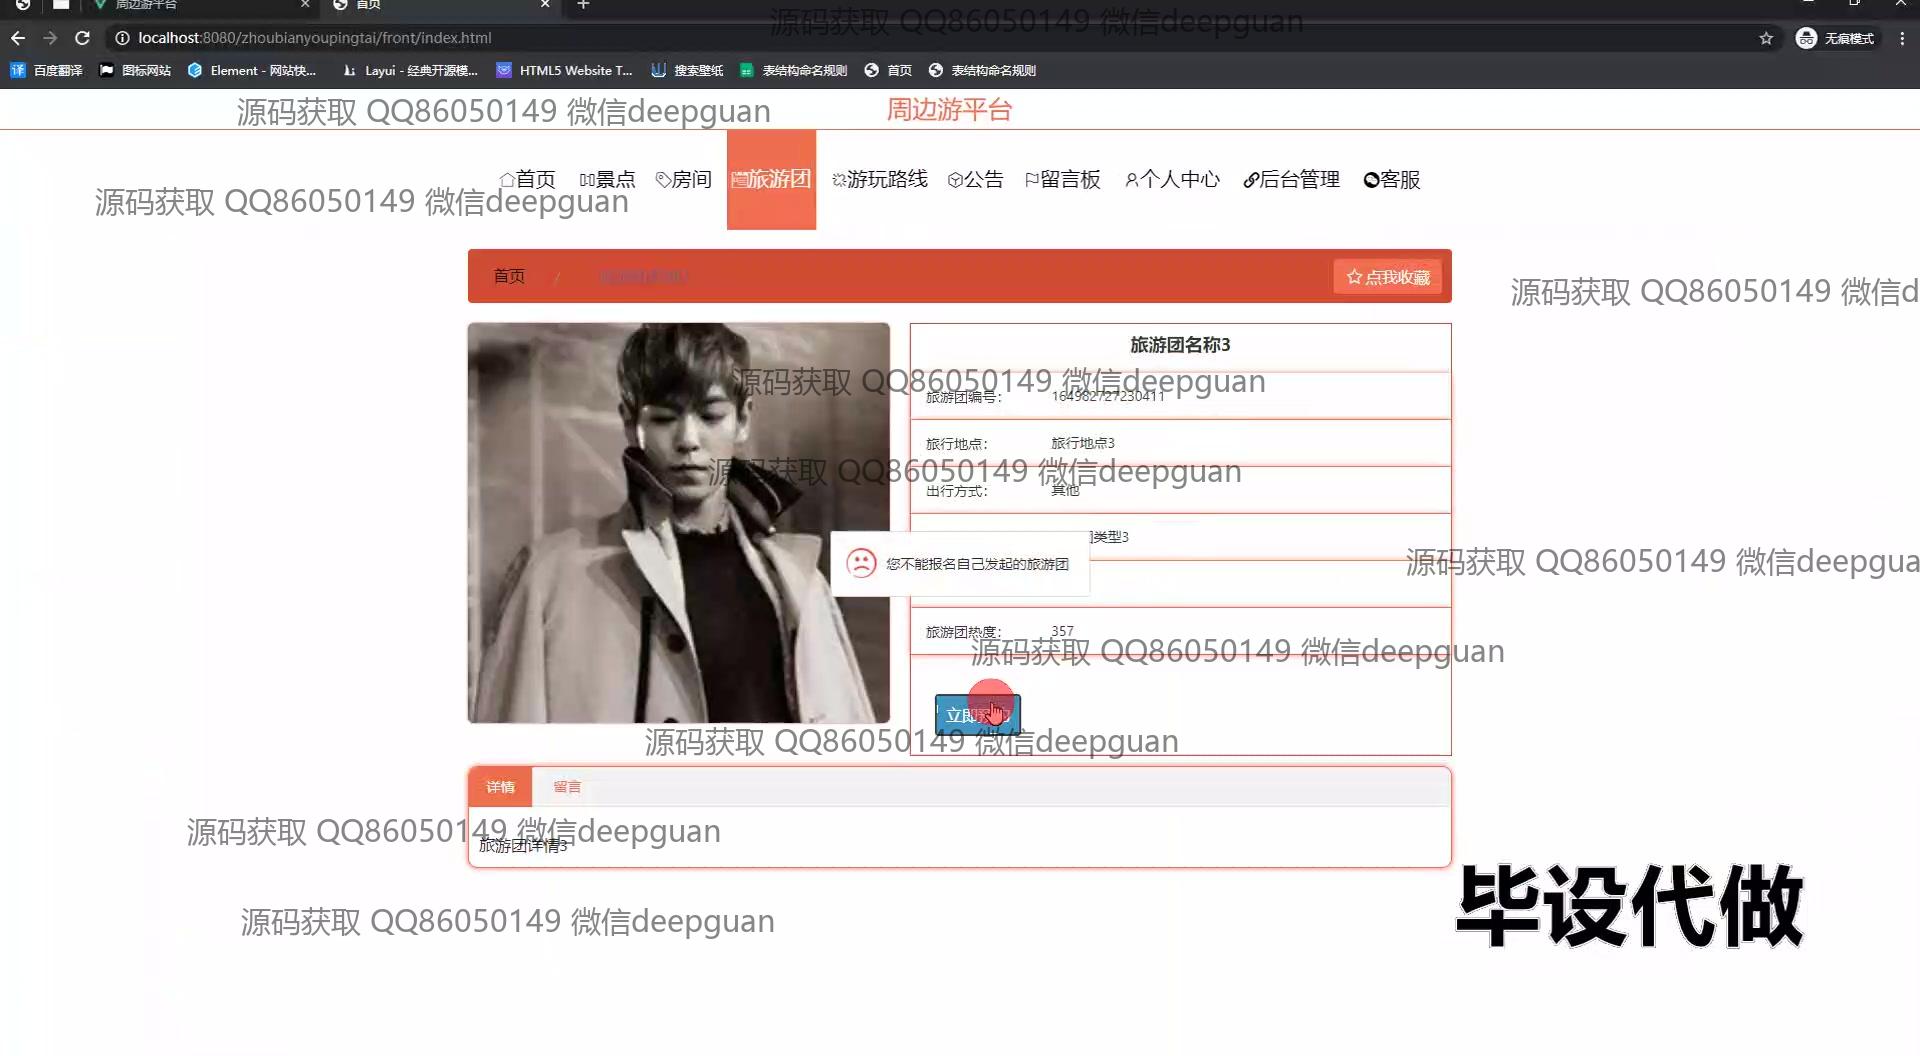 周边游平台
首页
源码获取 QQ86050149 微信deepguan
localhost:8080/zhoubianyoupingtai/front/index.html
无痕模式
百度翻译
图标网站
Element - 网站快...
Layui - 经典开源模...
HTML5 Website T...
搜索壁纸
表结构命名规则
首页
表结构命名规则
源码获取 QQ86050149 微信deepguan
周边游平台
首页
景点
房间
旅游团
游玩路线
公告
留言板
个人中心
后台管理
客服
源码获取 QQ86050149 微信deepguan
首页
/
点我收藏
源码获取 QQ86050149 微信d
旅游团名称3
源码获取 QQ86050149 微信deepguan
旅游团编号:
164982727230411
旅行地点:
旅行地点3
源码获取 QQ86050149 微信deepguan
出行方式:
其他
类型3
您不能报名自己发起的旅游团
源码获取 QQ86050149 微信deepgua
旅游团热度:
357
源码获取 QQ86050149 微信deepguan
立即
源码获取 QQ86050149 微信deepguan
详情
留言
源码获取 QQ86050149 微信deepguan
旅游团详情3
毕设代做
源码获取 QQ86050149 微信deepguan